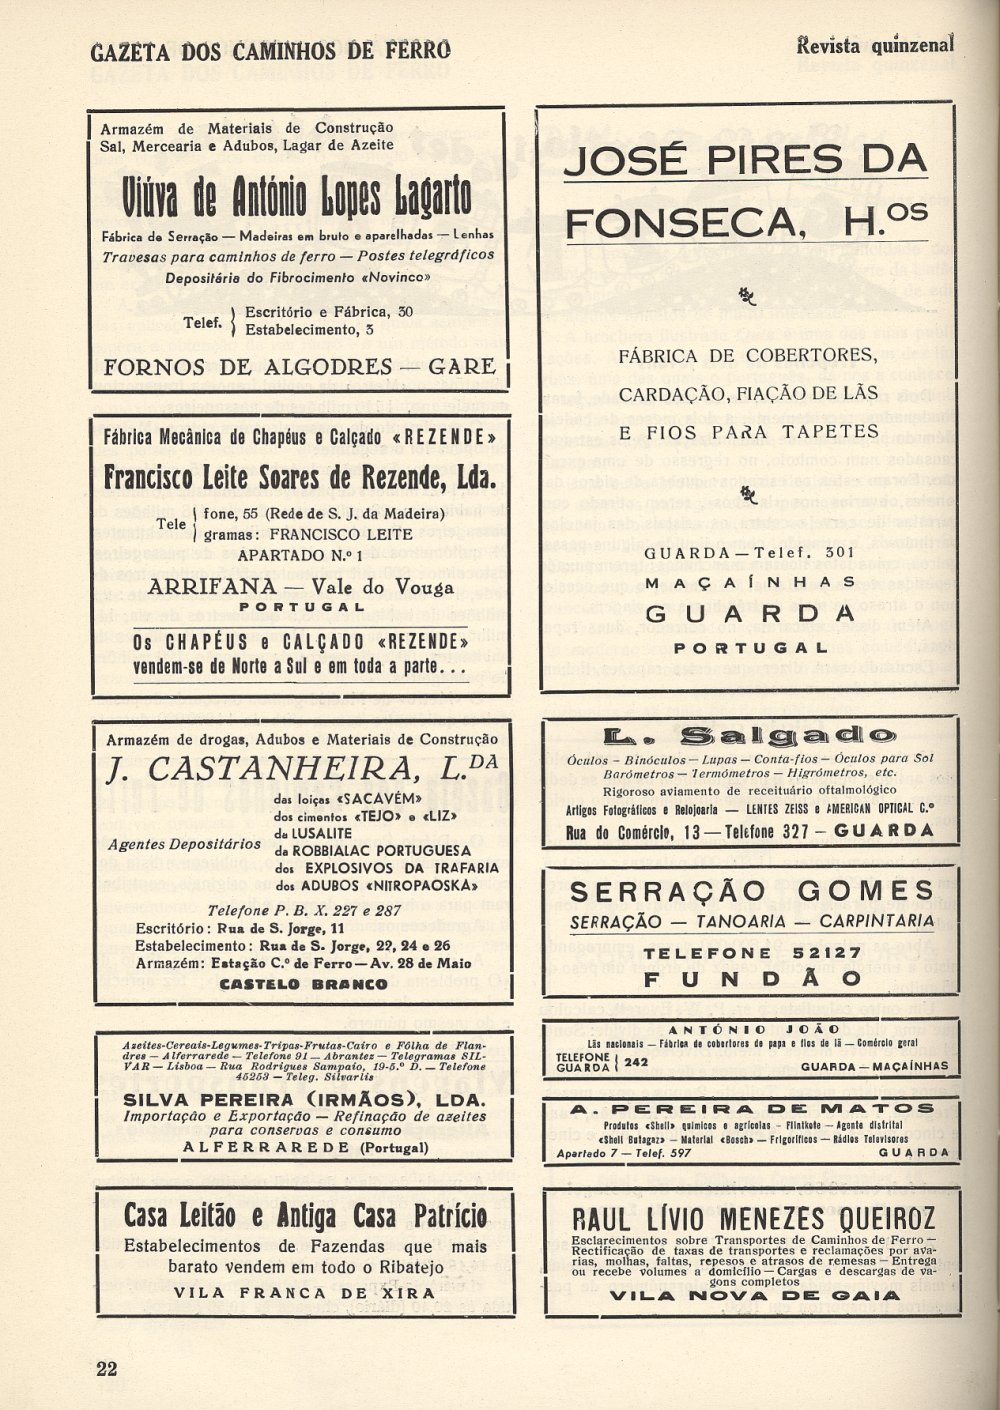 GAZETA DOS CAMINHOS DE FERRO
Revista quinzenal
Armazém de Materiais de Construção
Sal, Mercearia e Adubos, Lagar de Azeite
Viúva de António Lopes Lagarto
Fábrica de Serração — Madeiras em bruto e aparelhadas — Lenhas
Travesas para caminhos de ferro — Postes telegráficos
Depositária do Fibrocimento «Novinco»
Telef. } Escritório e Fábrica, 30
Estabelecimento, 3
FORNOS DE ALGODRES — GARE
Fábrica Mecânica de Chapéus e Calçado «REZENDE»
Francisco Leite Soares de Rezende, Lda.
Tele { fone, 55 (Rede de S. J. da Madeira)
gramas: FRANCISCO LEITE
APARTADO N.º 1
ARRIFANA — Vale do Vouga
PORTUGAL
Os CHAPÉUS e CALÇADO «REZENDE»
vendem-se de Norte a Sul e em toda a parte...
Armazém de drogas, Adubos e Materiais de Construção
J. CASTANHEIRA, L.DA
Agentes Depositários
das loiças «SACAVÉM»
dos cimentos «TEJO» e «LIZ»
da LUSALITE
da ROBBIALAC PORTUGUESA
dos EXPLOSIVOS DA TRAFARIA
dos ADUBOS «NITROPAOSKA»
Telefone P. B. X. 227 e 287
Escritório: Rua de S. Jorge, 11
Estabelecimento: Rua de S. Jorge, 22, 24 e 26
Armazém: Estação C.º de Ferro — Av. 28 de Maio
CASTELO BRANCO
Azeites-Cereais-Legumes-Tripas-Frutas-Cairo e Fôlha de Flan-
dres — Alferrarede — Telefone 91 — Abrantes — Telegramas SIL-
VAR — Lisboa — Rua Rodrigues Sampaio, 19-5.º D. — Telefone
45253 — Teleg. Silvarlis
SILVA PEREIRA (IRMÃOS), LDA.
Importação e Exportação — Refinação de azeites
para conservas e consumo
ALFERRAREDE (Portugal)
Casa Leitão e Antiga Casa Patrício
Estabelecimentos de Fazendas que mais
barato vendem em todo o Ribatejo
VILA FRANCA DE XIRA
JOSÉ PIRES DA
FONSECA, H.OS
FÁBRICA DE COBERTORES,
CARDAÇÃO, FIAÇÃO DE LÃS
E FIOS PARA TAPETES
GUARDA — Telef. 301
MAÇAÍNHAS
GUARDA
PORTUGAL
L. Salgado
Óculos — Binóculos — Lupas — Conta-fios — Óculos para Sol
Barómetros — Termómetros — Higrómetros, etc.
Rigoroso aviamento de receituário oftalmológico
Artigos Fotográficos e Relojoaria — LENTES ZEISS e AMERICAN OPTICAL C.º
Rua do Comércio, 13 — Telefone 327 — GUARDA
SERRAÇÃO GOMES
SERRAÇÃO — TANOARIA — CARPINTARIA
TELEFONE 52127
FUNDÃO
ANTÓNIO JOÃO
Lãs nacionais — Fábrica de cobertores de papa e fios de lã — Comércio geral
TELEFONE } 242
GUARDA
GUARDA — MAÇAÍNHAS
A. PEREIRA DE MATOS
Produtos «Shell» químicos e agrícolas - Flintkote — Agente distrital
«Shell Butagaz» — Material «Bosch» — Frigoríficos — Rádios Televisores
Apartado 7 — Telef. 597
GUARDA
RAUL LÍVIO MENEZES QUEIROZ
Esclarecimentos sobre Transportes de Caminhos de Ferro —
Rectificação de taxas de transportes e reclamações por ava-
rias, molhas, faltas, repesos e atrasos de remesas — Entrega
ou recebe volumes a domicílio — Cargas e descargas de va-
gons completos
VILA NOVA DE GAIA
22